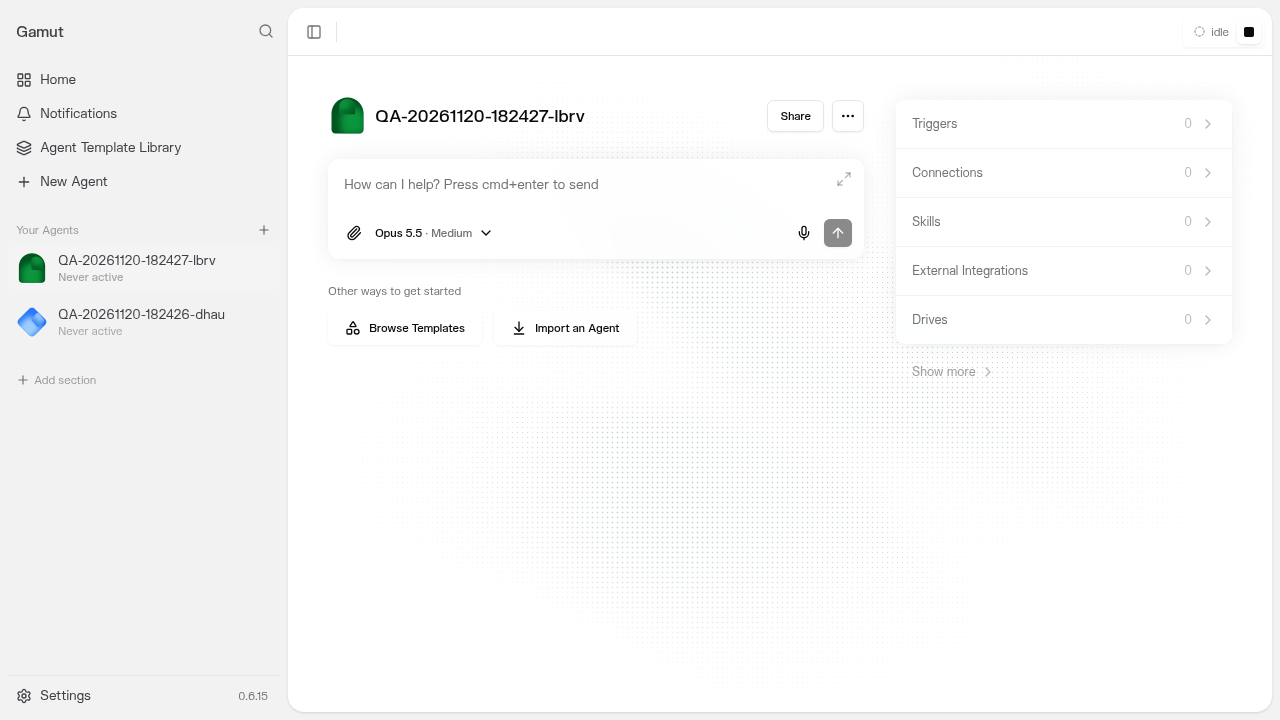 Gamut
Home
Notifications
Agent Template Library
New Agent
Your Agents
QA-20261120-182427-lbrv
Never active
QA-20261120-182426-dhau
Never active
Add section
Settings
0.6.15
idle
QA-20261120-182427-lbrv
Share
How can I help? Press cmd+enter to send
Opus 5.5 · Medium
Other ways to get started
Browse Templates
Import an Agent
Triggers 0
Connections 0
Skills 0
External Integrations 0
Drives 0
Show more